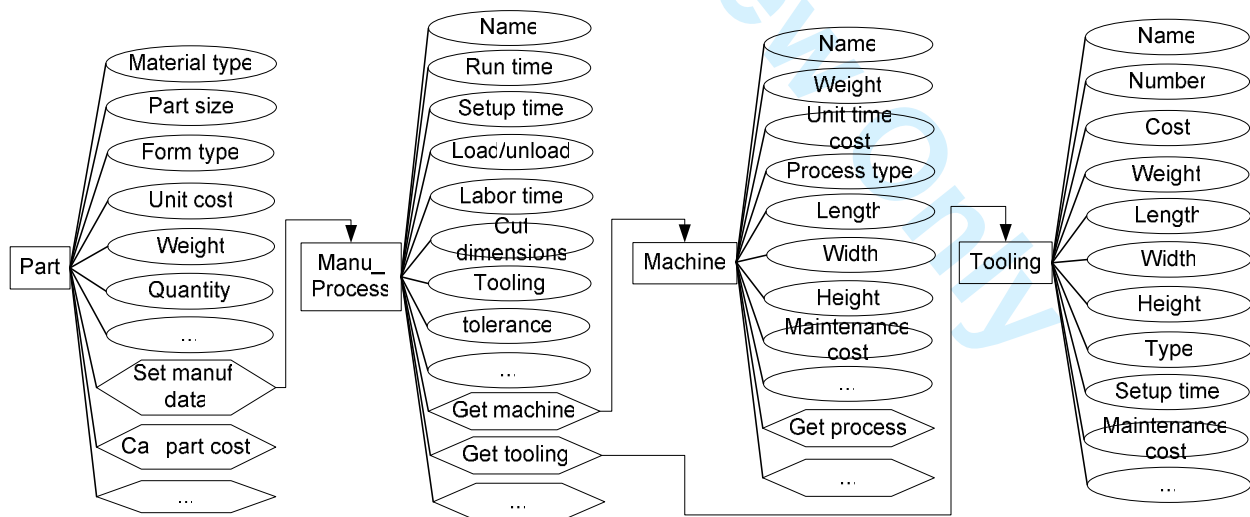 Part
Material type
Part size
Form type
Unit cost
Weight
Quantity
...
Set manuf
data
Ca part cost
...
Manu_
Process
Name
Run time
Setup time
Load/unload
Labor time
Cut
dimensions
Tooling
tolerance
...
Get machine
Get tooling
...
Machine
Name
Weight
Unit time
cost
Process type
Length
Width
Height
Maintenance
cost
...
Get process
...
Tooling
Name
Number
Cost
Weight
Length
Width
Height
Type
Setup time
Maintenance
cost
...
ew Only